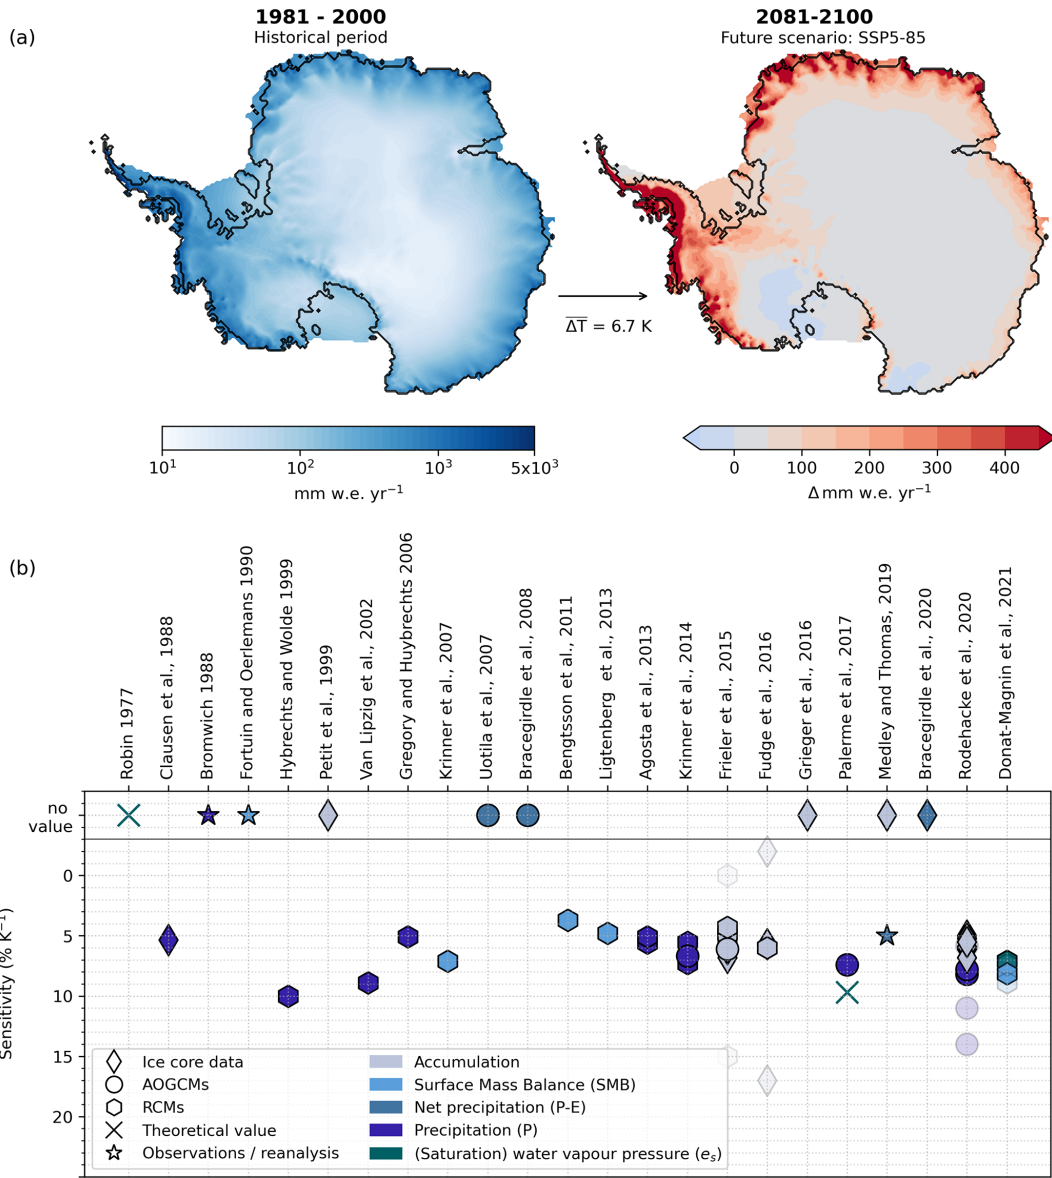 (a)
1981 - 2000
Historical period
2081-2100
Future scenario: SSP5-85
ΔT = 6.7 K
10¹ 10² 10³ 5x10³
mm w.e. yr⁻¹
0 100 200 300 400
Δ mm w.e. yr⁻¹
(b)
Robin 1977
Clausen et al., 1988
Bromwich 1988
Fortuin and Oerlemans 1990
Hybrechts and Wolde 1999
Petit et al., 1999
Van Lipzig et al., 2002
Gregory and Huybrechts 2006
Krinner et al., 2007
Uotila et al., 2007
Bracegirdle et al., 2008
Bengtsson et al., 2011
Ligtenberg et al., 2013
Agosta et al., 2013
Krinner et al., 2014
Frieler et al., 2015
Fudge et al., 2016
Grieger et al., 2016
Palerme et al., 2017
Medley and Thomas, 2019
Bracegirdle et al., 2020
Rodehacke et al., 2020
Donat-Magnin et al., 2021
no
value
0
5
10
15
20
Sensitivity (% K⁻¹)
Ice core data
AOGCMs
RCMs
Theoretical value
Observations / reanalysis
Accumulation
Surface Mass Balance (SMB)
Net precipitation (P-E)
Precipitation (P)
(Saturation) water vapour pressure (eₛ)